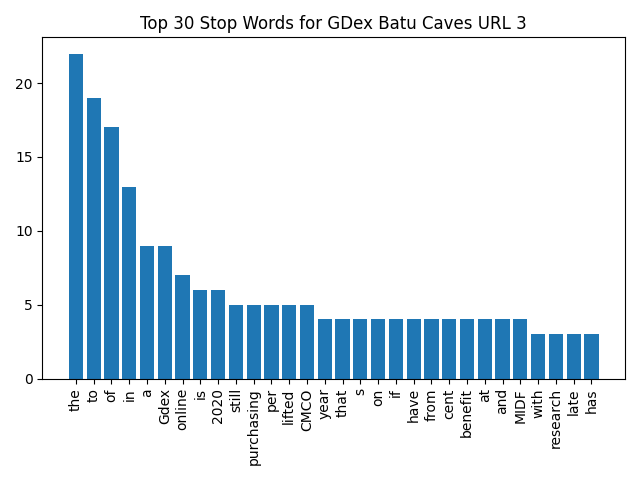 Top 30 Stop Words for GDex Batu Caves URL 3
20
15
10
5
0
the
to
of
in
a
Gdex
online
is
2020
still
purchasing
per
lifted
CMCO
year
that
s
on
if
have
from
cent
benefit
at
and
MIDF
with
research
late
has